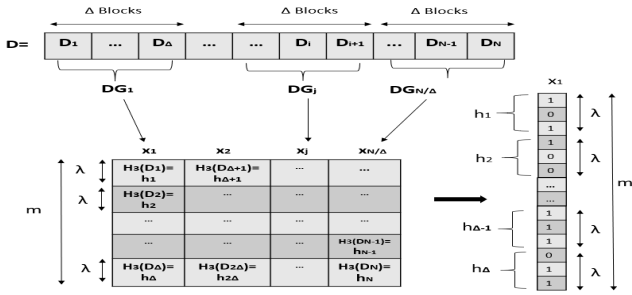 Δ Blocks Δ Blocks Δ Blocks
D= D1 ... DΔ ... ... Di Di+1 ... DN-1 DN
DG1 DGj DGN/Δ
x1 x2 xj xN/Δ
λ H3(D1)= h1 H3(DΔ+1)= hΔ+1 ... ...
λ H3(D2)= h2 ... ... ...
m
... ... ... ...
... ... ... H3(DN-1)= hN-1
λ H3(DΔ)= hΔ H3(D2Δ)= h2Δ ... H3(DN)= hN
x1
h1 λ
1
0
1
h2 λ
1
0
0
...
...
m
hΔ-1 λ
1
1
1
hΔ λ
0
1
1